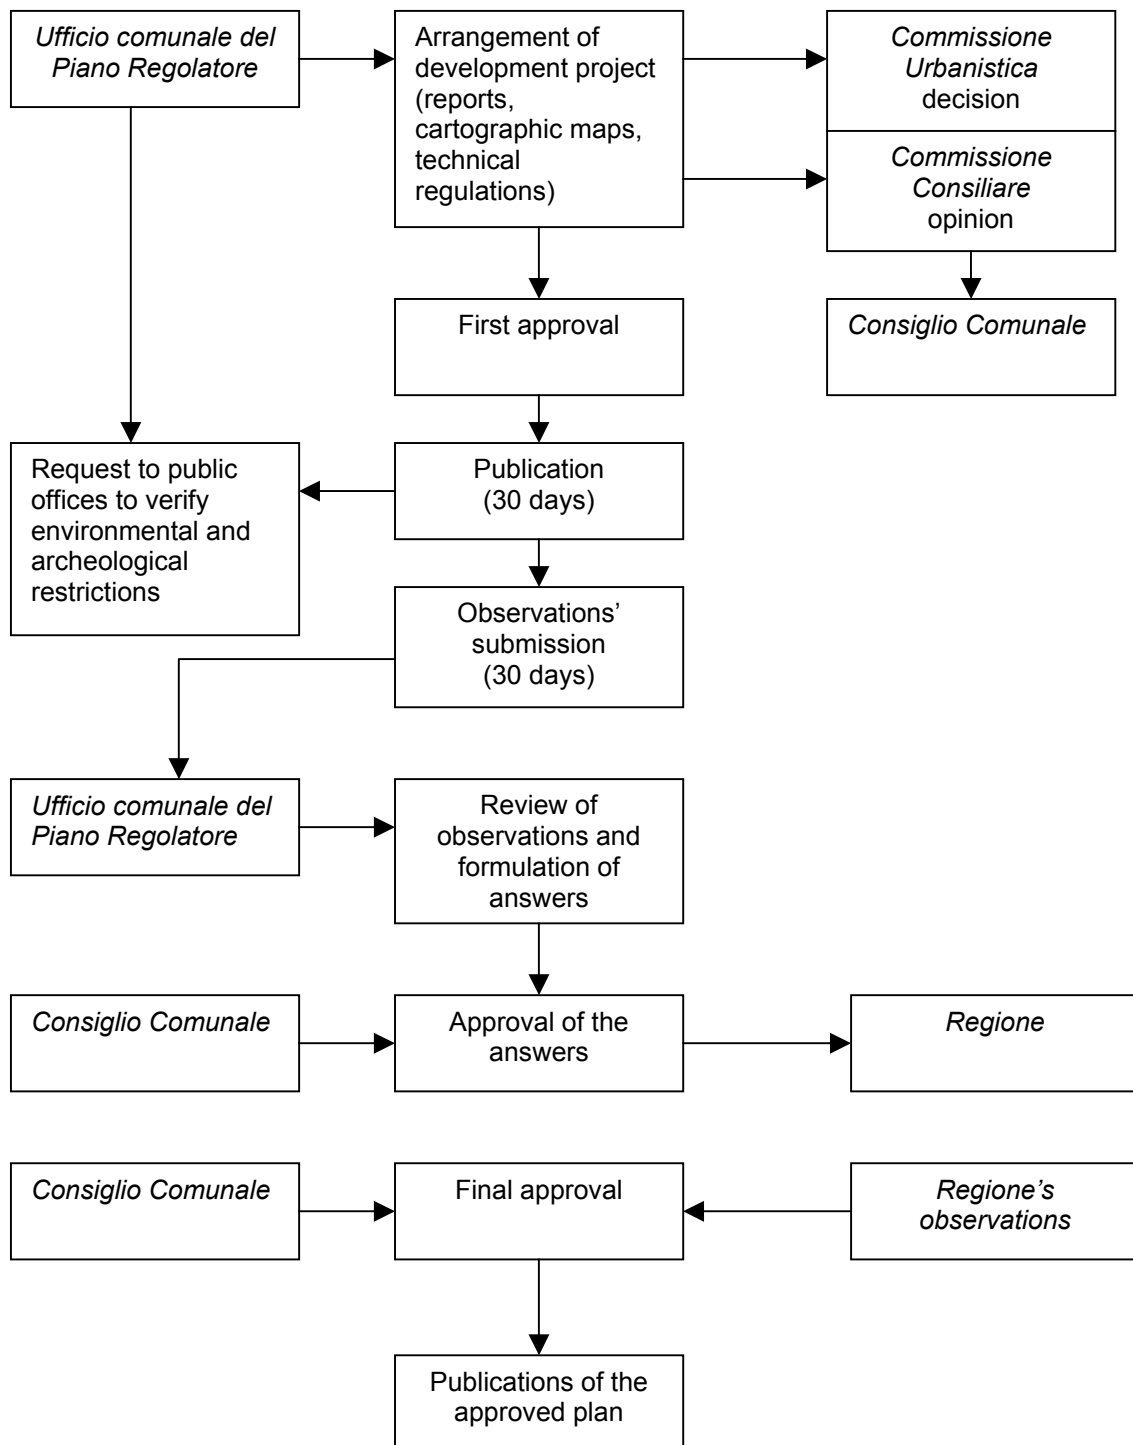 Ufficio comunale del
Piano Regolatore
Arrangement of
development project
(reports,
cartographic maps,
technical
regulations)
Commissione
Urbanistica
decision
Commissione
Consiliare
opinion
First approval
Consiglio Comunale
Request to public
offices to verify
environmental and
archeological
restrictions
Publication
(30 days)
Observations’
submission
(30 days)
Ufficio comunale del
Piano Regolatore
Review of
observations and
formulation of
answers
Consiglio Comunale
Approval of the
answers
Regione
Consiglio Comunale
Final approval
Regione’s
observations
Publications of the
approved plan